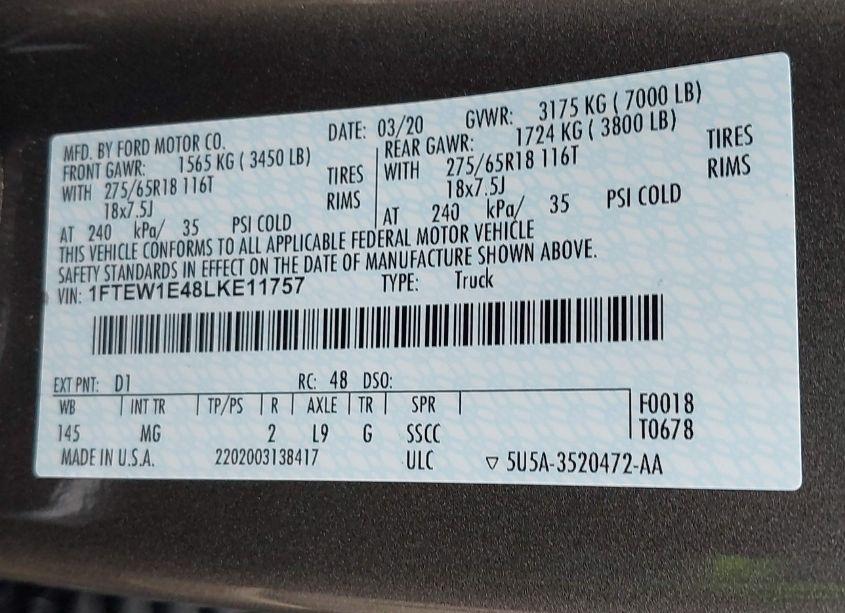 MFD. BY FORD MOTOR CO. DATE: 03/20 GVWR: 3175 KG ( 7000 LB)
FRONT GAWR: 1565 KG ( 3450 LB) REAR GAWR: 1724 KG ( 3800 LB)
WITH 275/65R18 116T TIRES WITH 275/65R18 116T TIRES
18x7.5J RIMS 18x7.5J RIMS
AT 240 kPa/ 35 PSI COLD AT 240 kPa/ 35 PSI COLD
THIS VEHICLE CONFORMS TO ALL APPLICABLE FEDERAL MOTOR VEHICLE
SAFETY STANDARDS IN EFFECT ON THE DATE OF MANUFACTURE SHOWN ABOVE.
VIN: 1FTEW1E48LKE11757 TYPE: Truck
EXT PNT: D1 RC: 48 DSO:
WB INT TR TP/PS R AXLE TR SPR F0018
145 MG 2 L9 G SSCC T0678
MADE IN U.S.A. 2202003138417 ULC ▽ 5U5A-3520472-AA